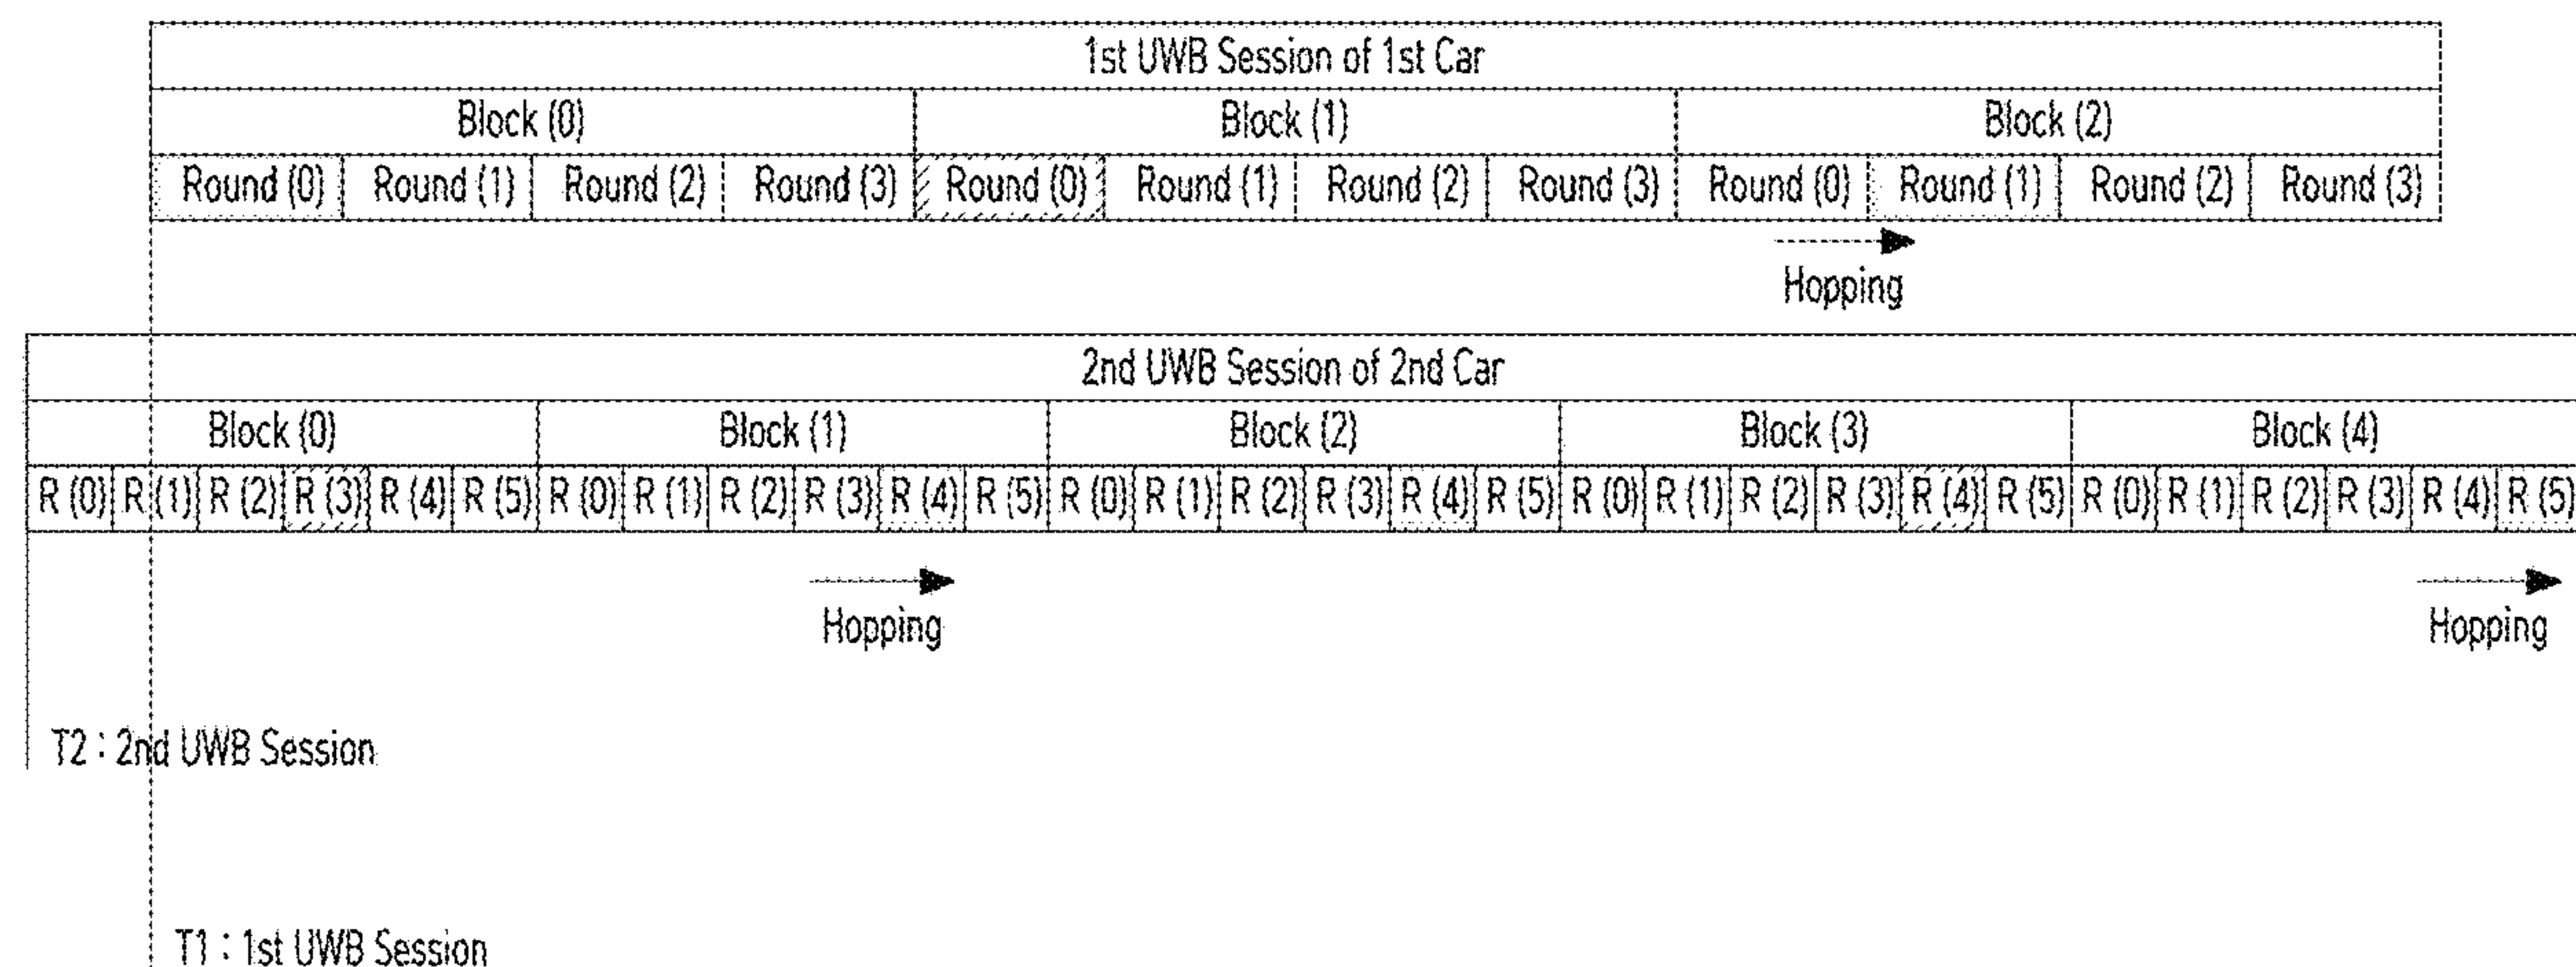 1st UWB Session of 1st Car
Block (0) Block (1) Block (2)
Round (0) Round (1) Round (2) Round (3) Round (0) Round (1) Round (2) Round (3) Round (0) Round (1) Round (2) Round (3)
Hopping
2nd UWB Session of 2nd Car
Block (0) Block (1) Block (2) Block (3) Block (4)
R (0) R (1) R (2) R (3) R (4) R (5) R (0) R (1) R (2) R (3) R (4) R (5) R (0) R (1) R (2) R (3) R (4) R (5) R (0) R (1) R (2) R (3) R (4) R (5) R (0) R (1) R (2) R (3) R (4) R (5)
Hopping Hopping
T2 : 2nd UWB Session
T1 : 1st UWB Session